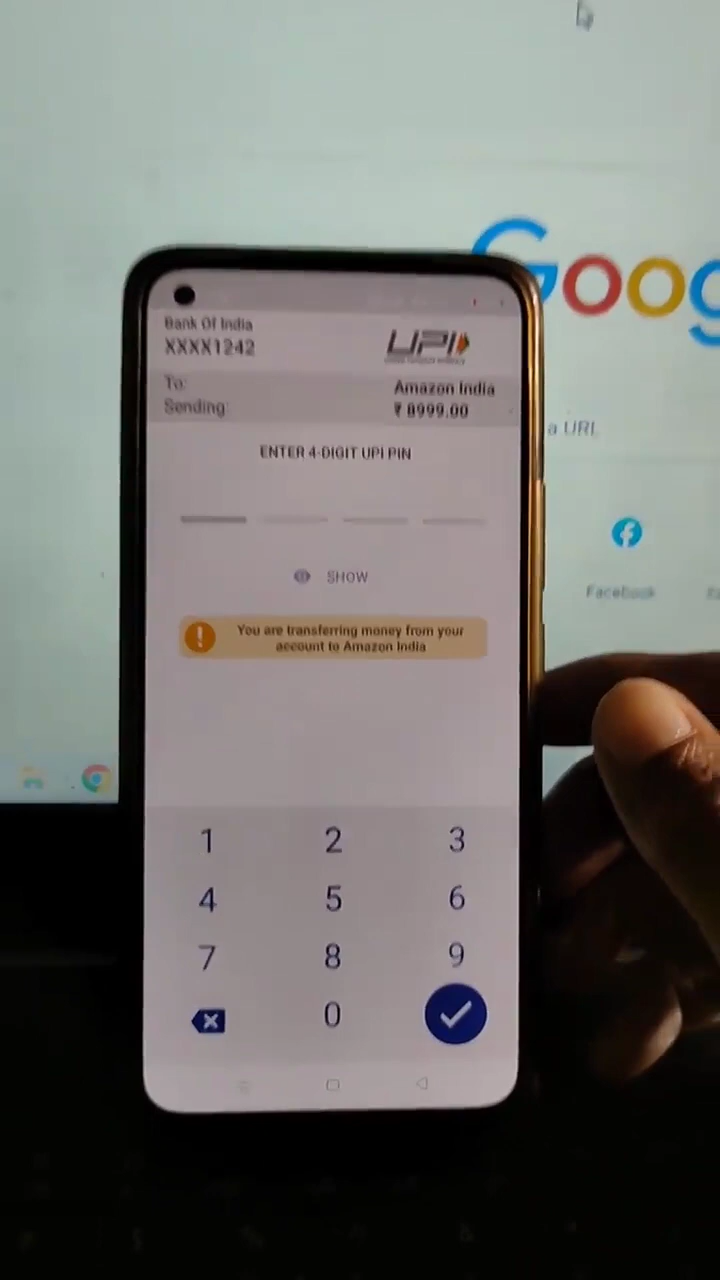 Goog
a URL
Facebook
Bank Of India
XXXX1242
UPI
To:
Amazon India
Sending:
₹ 8999.00
ENTER 4-DIGIT UPI PIN
SHOW
You are transferring money from your
account to Amazon India
1 2 3
4 5 6
7 8 9
0